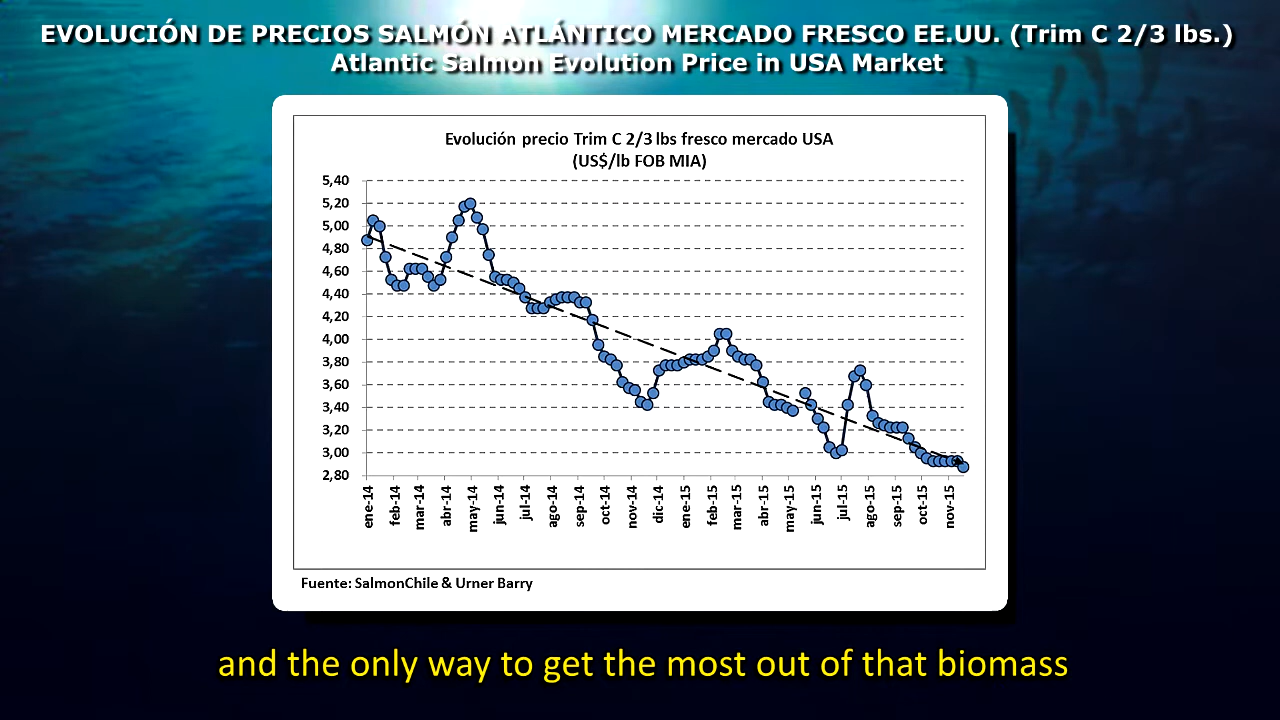 EVOLUCIÓN DE PRECIOS SALMÓN ATLÁNTICO MERCADO FRESCO EE.UU. (Trim C 2/3 lbs.)
Atlantic Salmon Evolution Price in USA Market
Evolución precio Trim C 2/3 lbs fresco mercado USA
(US$/lb FOB MIA)
5,40
5,20
5,00
4,80
4,60
4,40
4,20
4,00
3,80
3,60
3,40
3,20
3,00
2,80
ene-14
feb-14
mar-14
abr-14
may-14
jun-14
jul-14
ago-14
sep-14
oct-14
nov-14
dic-14
ene-15
feb-15
mar-15
abr-15
may-15
jun-15
jul-15
ago-15
sep-15
oct-15
nov-15
Fuente: SalmonChile & Urner Barry
and the only way to get the most out of that biomass